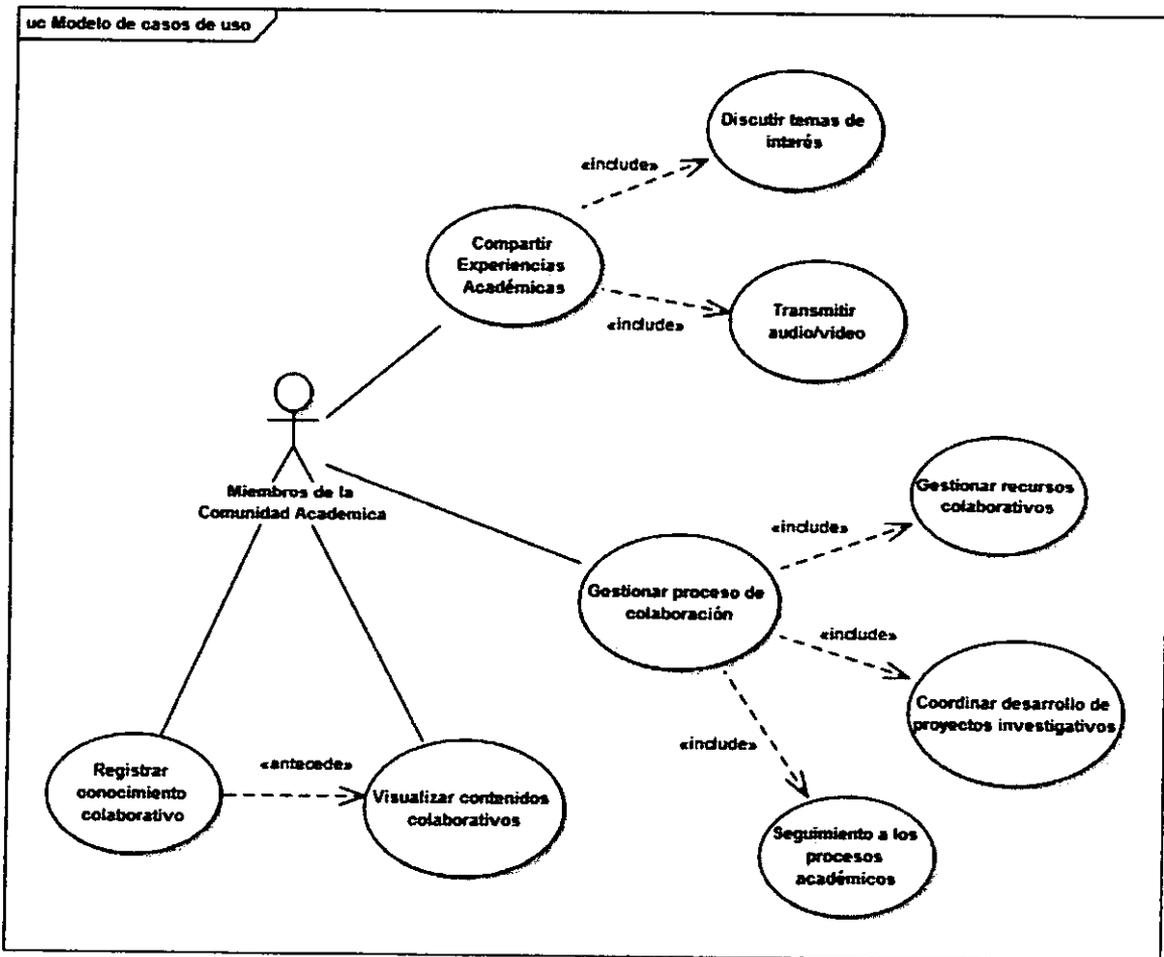 uc Modelo de casos de uso
Discutir temas de
interés
«include»
Compartir
Experiencias
Académicas
«include»
Transmitir
audio/video
Miembros de la
Comunidad Academica
Gestionar recursos
colaborativos
«include»
Gestionar proceso de
colaboración
«include»
Coordinar desarrollo de
proyectos investigativos
«include»
Registrar
conocimiento
colaborativo
«antecede»
Visualizar contenidos
colaborativos
Seguimiento a los
procesos
académicos